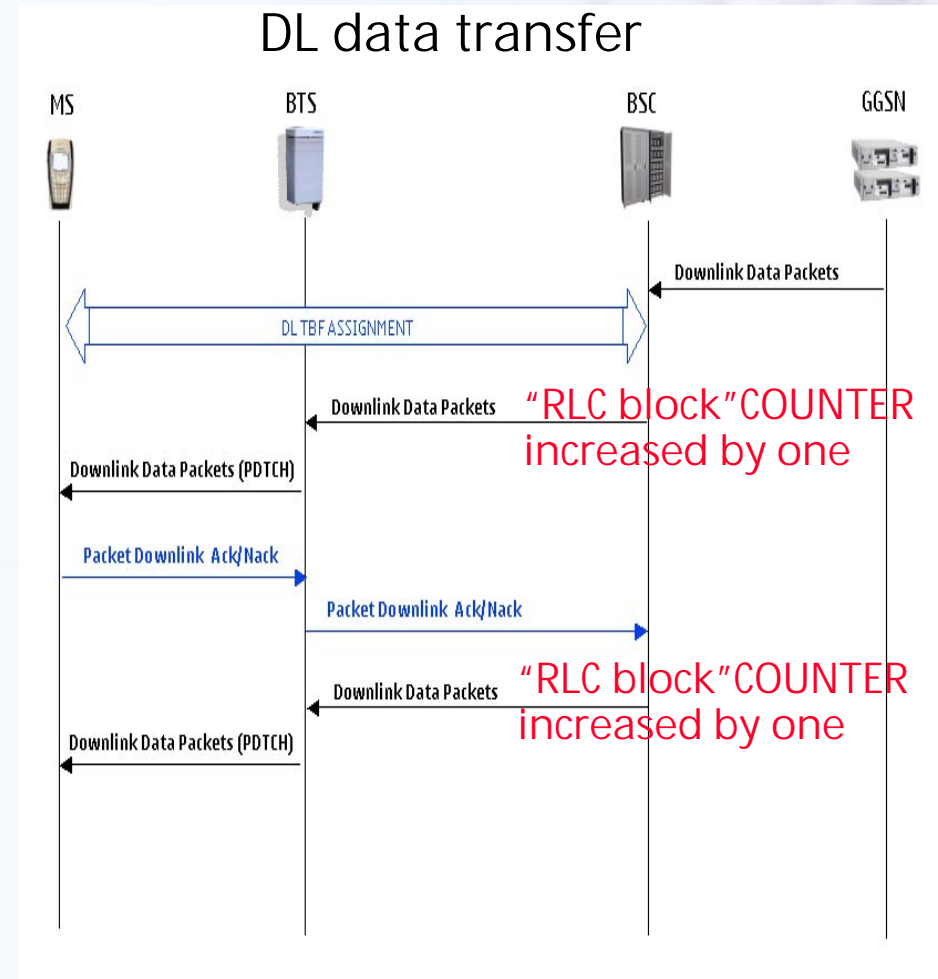 DL data transfer
MS
BTS
BSC
GGSN
Downlink Data Packets
DL TBF ASSIGNMENT
Downlink Data Packets
“RLC block”COUNTER
increased by one
Downlink Data Packets (PDTCH)
Packet Downlink Ack/Nack
Packet Downlink Ack/Nack
Downlink Data Packets
“RLC block”COUNTER
increased by one
Downlink Data Packets (PDTCH)